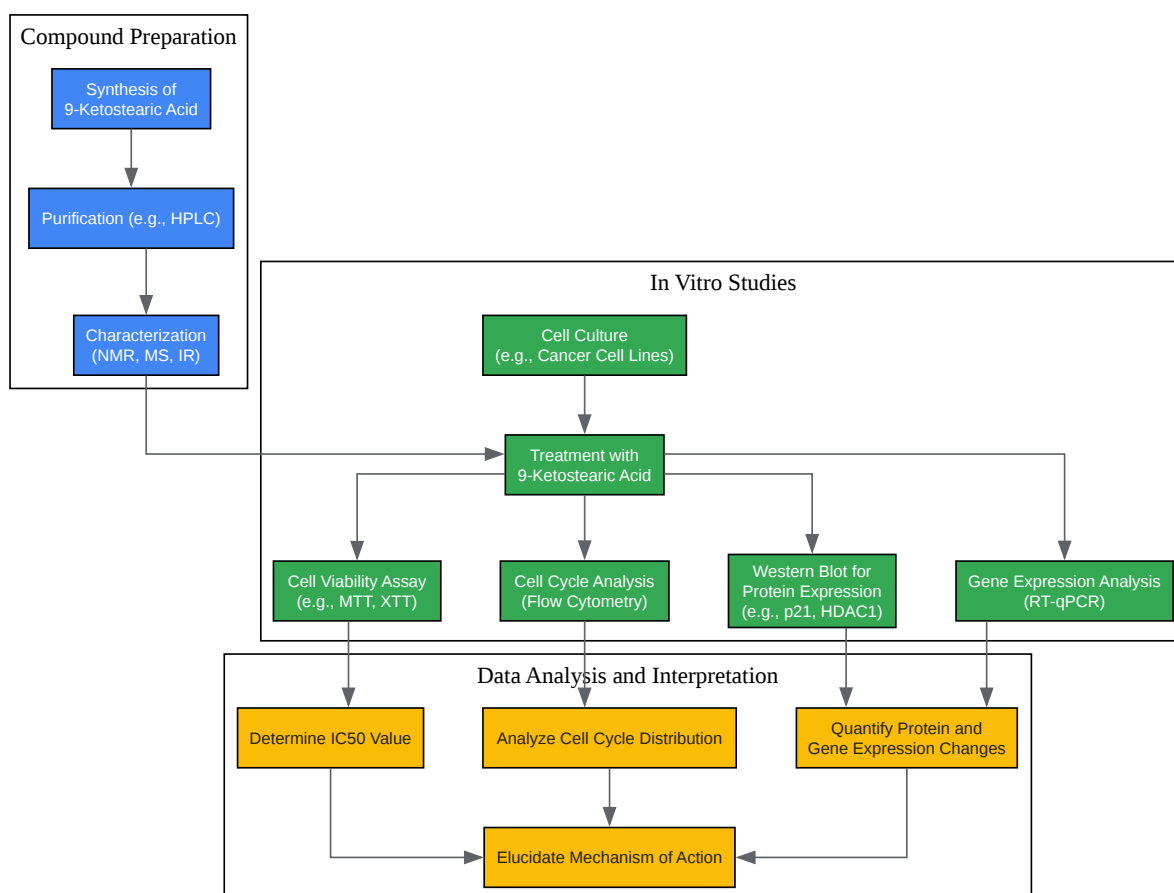 Compound Preparation
Synthesis of
9-Ketostearic Acid
Purification (e.g., HPLC)
Characterization
(NMR, MS, IR)
In Vitro Studies
Cell Culture
(e.g., Cancer Cell Lines)
Treatment with
9-Ketostearic Acid
Cell Viability Assay
(e.g., MTT, XTT)
Cell Cycle Analysis
(Flow Cytometry)
Western Blot for
Protein Expression
(e.g., p21, HDAC1)
Gene Expression Analysis
(RT-qPCR)
Data Analysis and Interpretation
Determine IC50 Value
Analyze Cell Cycle Distribution
Quantify Protein and
Gene Expression Changes
Elucidate Mechanism of Action